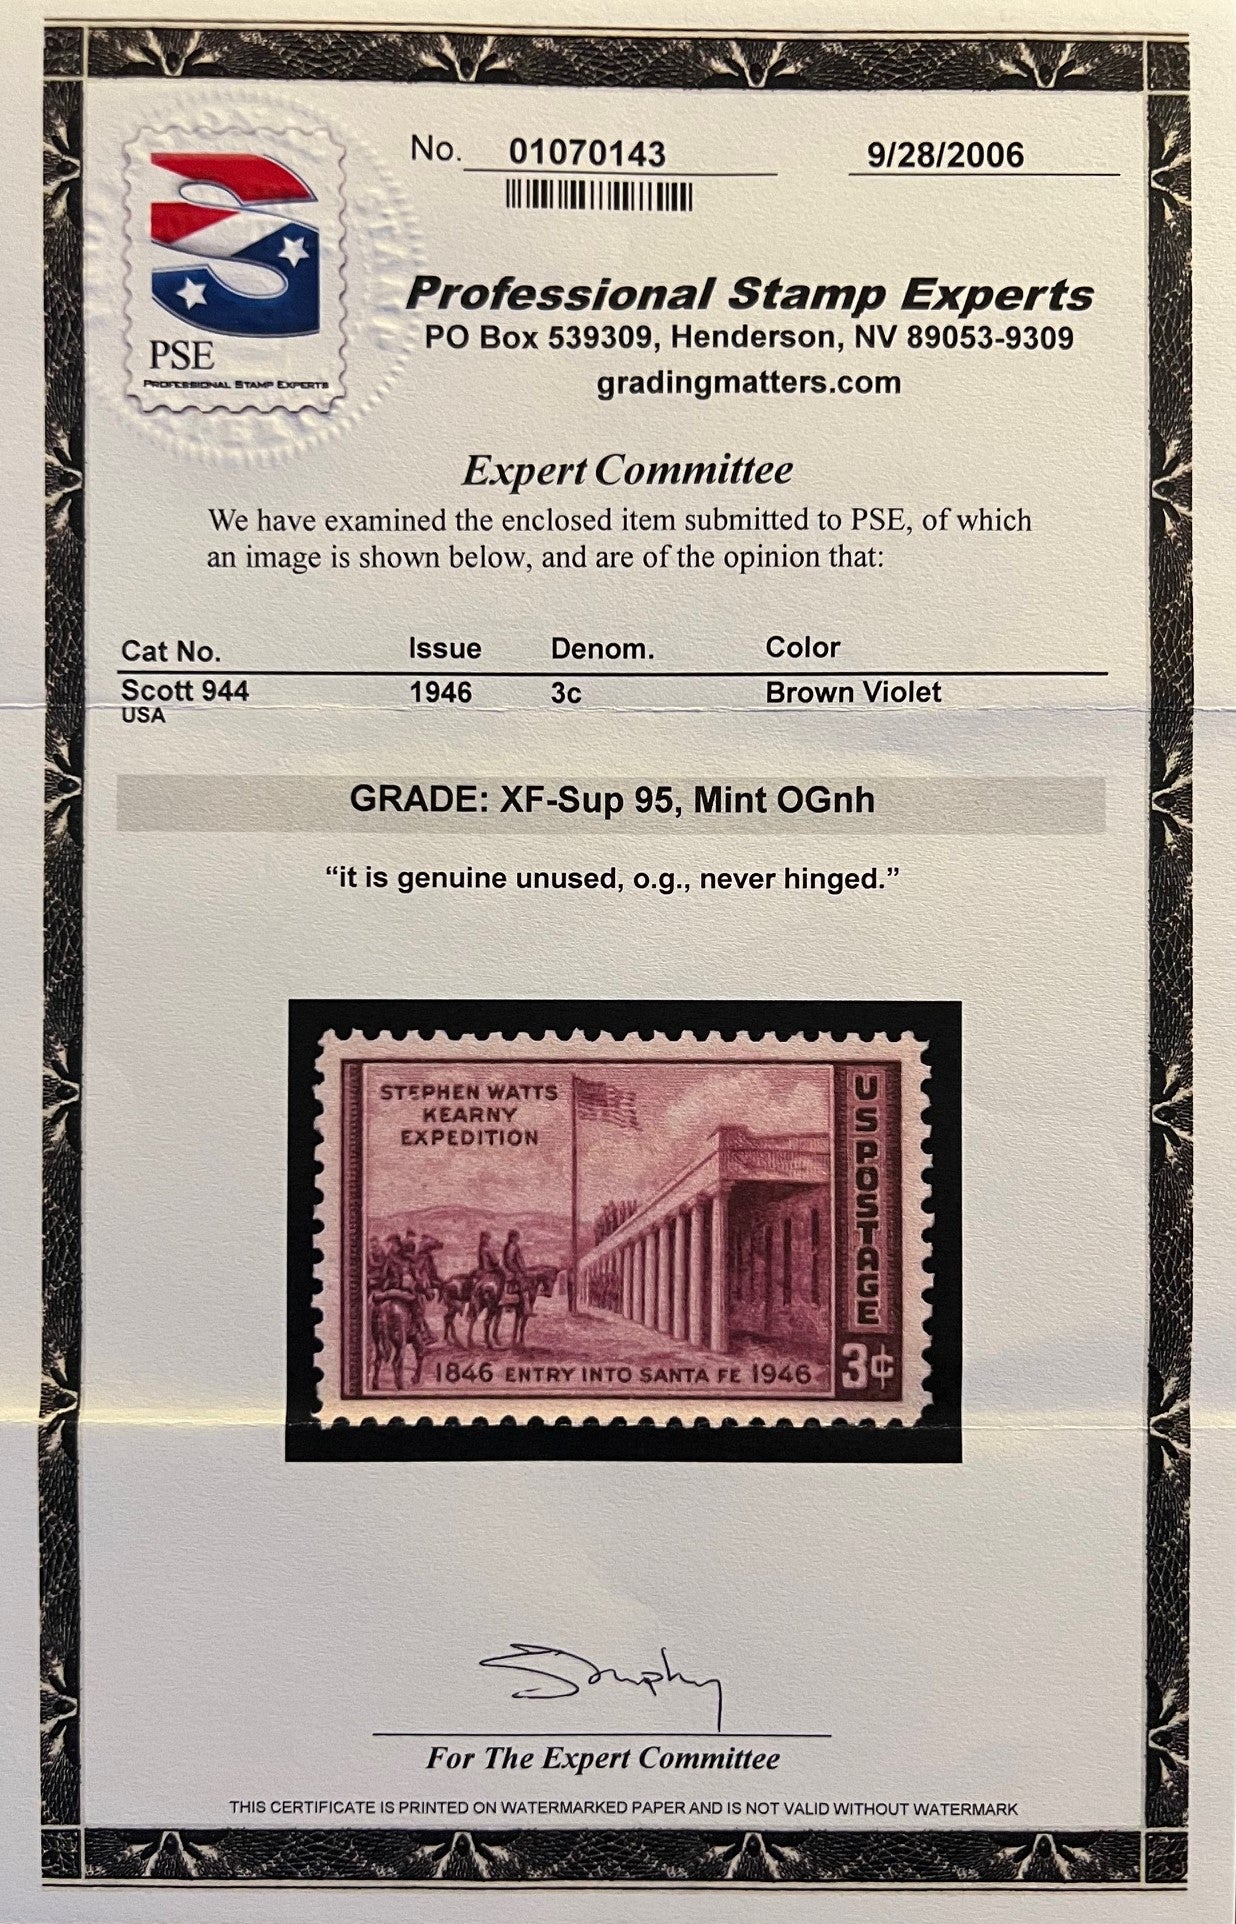 No. 01070143 9/28/2006
PSE
PROFESSIONAL STAMP EXPERTS
Professional Stamp Experts
PO Box 539309, Henderson, NV 89053-9309
gradingmatters.com
Expert Committee
We have examined the enclosed item submitted to PSE, of which
an image is shown below, and are of the opinion that:
Cat No. Issue Denom. Color
Scott 944 1946 3c Brown Violet
USA
GRADE: XF-Sup 95, Mint OGnh
“it is genuine unused, o.g., never hinged.”
STEPHEN WATTS
KEARNY
EXPEDITION
US POSTAGE
1846 ENTRY INTO SANTA FE 1946
3¢
For The Expert Committee
THIS CERTIFICATE IS PRINTED ON WATERMARKED PAPER AND IS NOT VALID WITHOUT WATERMARK